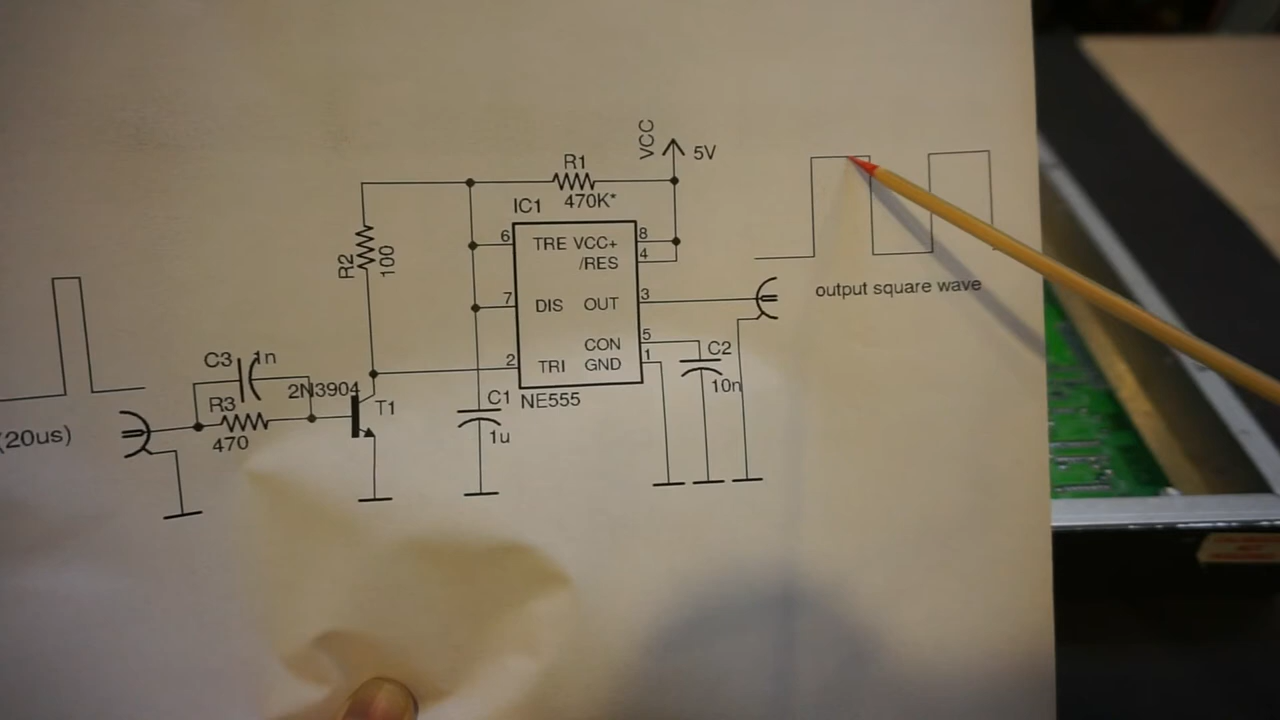 VCC
5V
R1
470K*
IC1
6
TRE VCC+
8
/RES
4
R2
100
7
DIS OUT
3
output square wave
CON
5
2
TRI GND
1
C2
10n
C3
1n
2N3904
T1
C1
1u
NE555
R3
470
(20us)